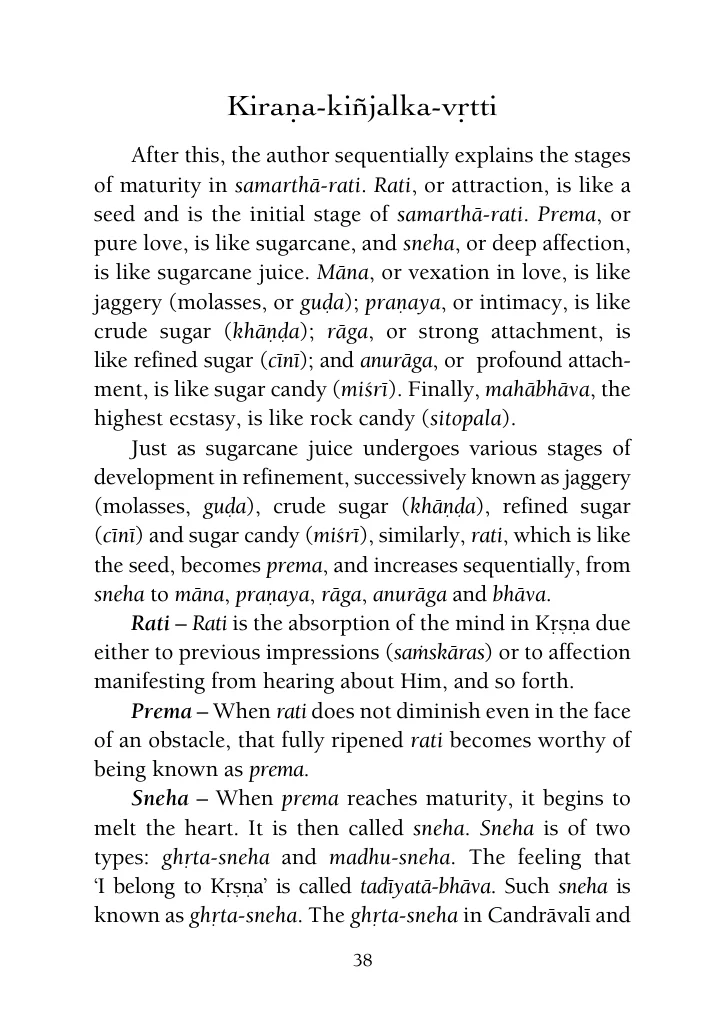 Kiraṇa-kiñjalka-vṛtti
After this, the author sequentially explains the stages
of maturity in samarthā-rati. Rati, or attraction, is like a
seed and is the initial stage of samarthā-rati. Prema, or
pure love, is like sugarcane, and sneha, or deep affection,
is like sugarcane juice. Māna, or vexation in love, is like
jaggery (molasses, or guḍa); praṇaya, or intimacy, is like
crude sugar (khāṇḍa); rāga, or strong attachment, is
like refined sugar (cīnī); and anurāga, or profound attach-
ment, is like sugar candy (miśrī). Finally, mahābhāva, the
highest ecstasy, is like rock candy (sitopala).
Just as sugarcane juice undergoes various stages of
development in refinement, successively known as jaggery
(molasses, guḍa), crude sugar (khāṇḍa), refined sugar
(cīnī) and sugar candy (miśrī), similarly, rati, which is like
the seed, becomes prema, and increases sequentially, from
sneha to māna, praṇaya, rāga, anurāga and bhāva.
Rati – Rati is the absorption of the mind in Kṛṣṇa due
either to previous impressions (saṁskāras) or to affection
manifesting from hearing about Him, and so forth.
Prema – When rati does not diminish even in the face
of an obstacle, that fully ripened rati becomes worthy of
being known as prema.
Sneha – When prema reaches maturity, it begins to
melt the heart. It is then called sneha. Sneha is of two
types: ghṛta-sneha and madhu-sneha. The feeling that
‘I belong to Kṛṣṇa’ is called tadīyatā-bhāva. Such sneha is
known as ghṛta-sneha. The ghṛta-sneha in Candrāvalī and
38